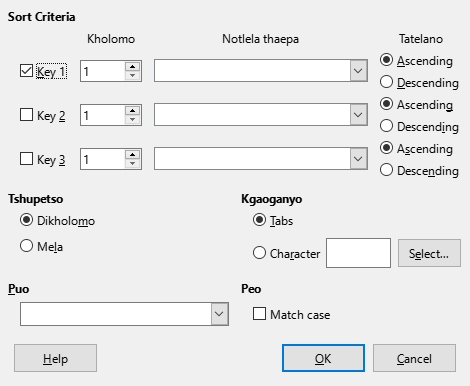 Sort Criteria
Kholomo Notlela thaepa Tatelano
Key 1 1 Ascending
Descending
Key 2 1 Ascending
Descending
Key 3 1 Ascending
Descending
Tshupetso Kgaoganyo
Dikholomo Tabs
Mela Character Select...
Puo Peo
Match case
Help OK Cancel